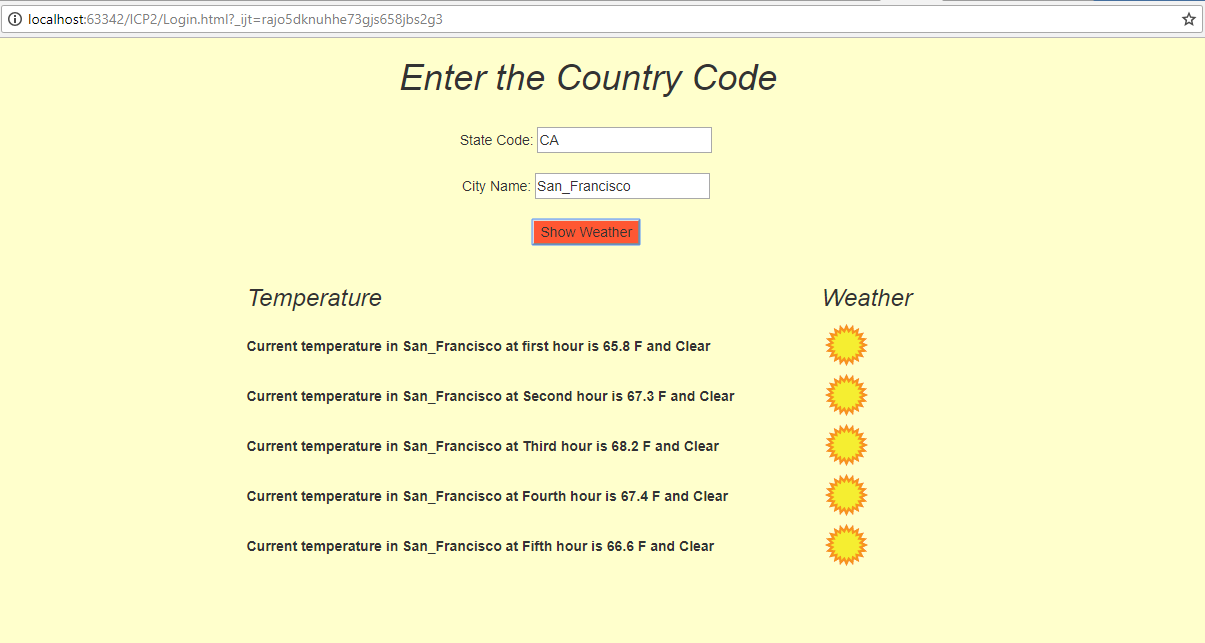 localhost:63342/ICP2/Login.html?_ijt=rajo5dknuhhe73gjs658jbs2g3
Enter the Country Code
State Code: CA
City Name: San_Francisco
Show Weather
Temperature Weather
Current temperature in San_Francisco at first hour is 65.8 F and Clear
Current temperature in San_Francisco at Second hour is 67.3 F and Clear
Current temperature in San_Francisco at Third hour is 68.2 F and Clear
Current temperature in San_Francisco at Fourth hour is 67.4 F and Clear
Current temperature in San_Francisco at Fifth hour is 66.6 F and Clear